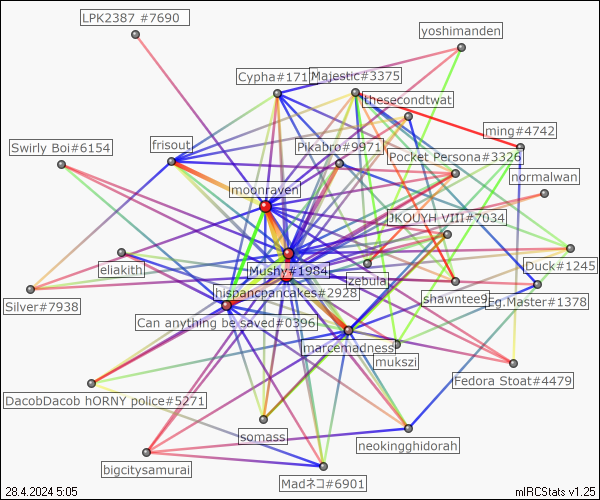 LPK2387 #7690
yoshimanden
Cypha#171
Majestic#3375
thesecondtwat
ming#4742
Swirly Boi#6154
frisout
Pikabro#9971
Pocket Persona#3326
normalwan
moonraven
JKOUYH VIII#7034
eliakith
Mushy#1984
zebula
Duck#1245
Silver#7938
hispancpancakes#2928
shawntee9
Eg.Master#1378
Can anything be saved#0396
marcemadness
mukszi
Fedora Stoat#4479
DacobDacob hORNY police#5271
somass
neokingghidorah
bigcitysamurai
Madネコ#6901
28.4.2024 5:05
mIRCStats v1.25